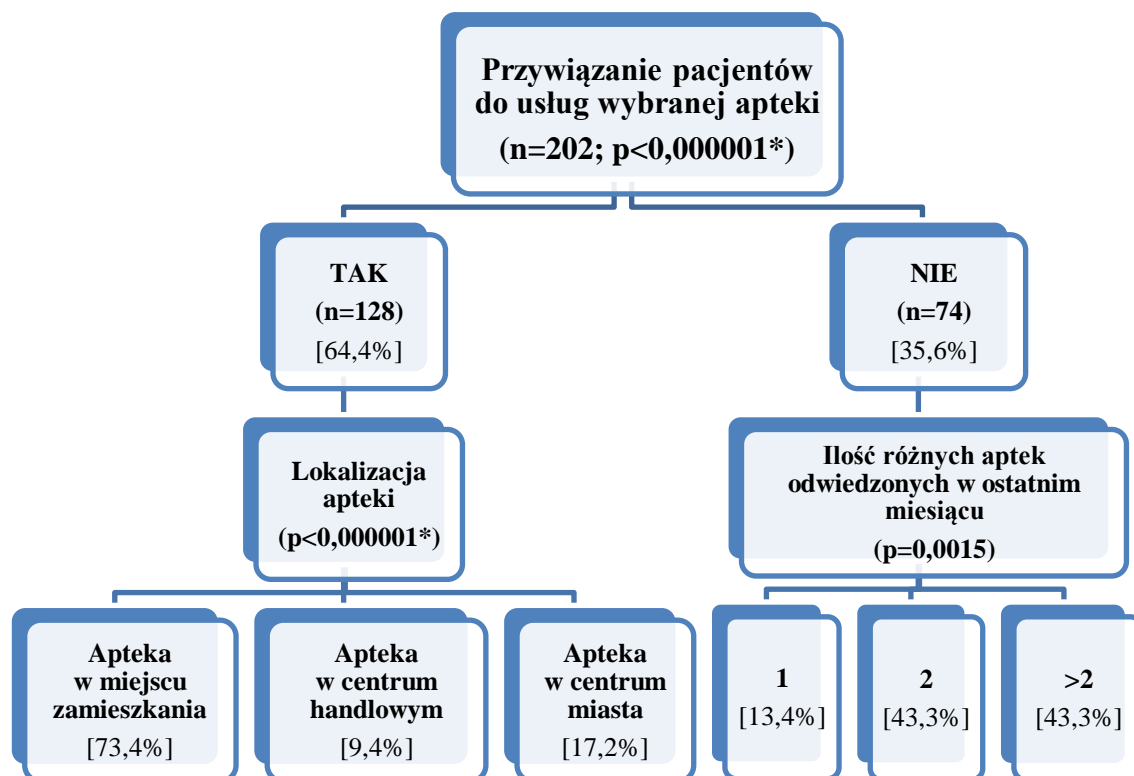 Przywiązanie pacjentów
do usług wybranej apteki
(n=202; p<0,000001*)
TAK
(n=128)
[64,4%]
NIE
(n=74)
[35,6%]
Lokalizacja
apteki
(p<0,000001*)
Ilość różnych aptek
odwiedzonych w ostatnim
miesiącu
(p=0,0015)
Apteka
w miejscu
zamieszkania
[73,4%]
Apteka
w centrum
handlowym
[9,4%]
Apteka
w centrum
miasta
[17,2%]
1
[13,4%]
2
[43,3%]
>2
[43,3%]